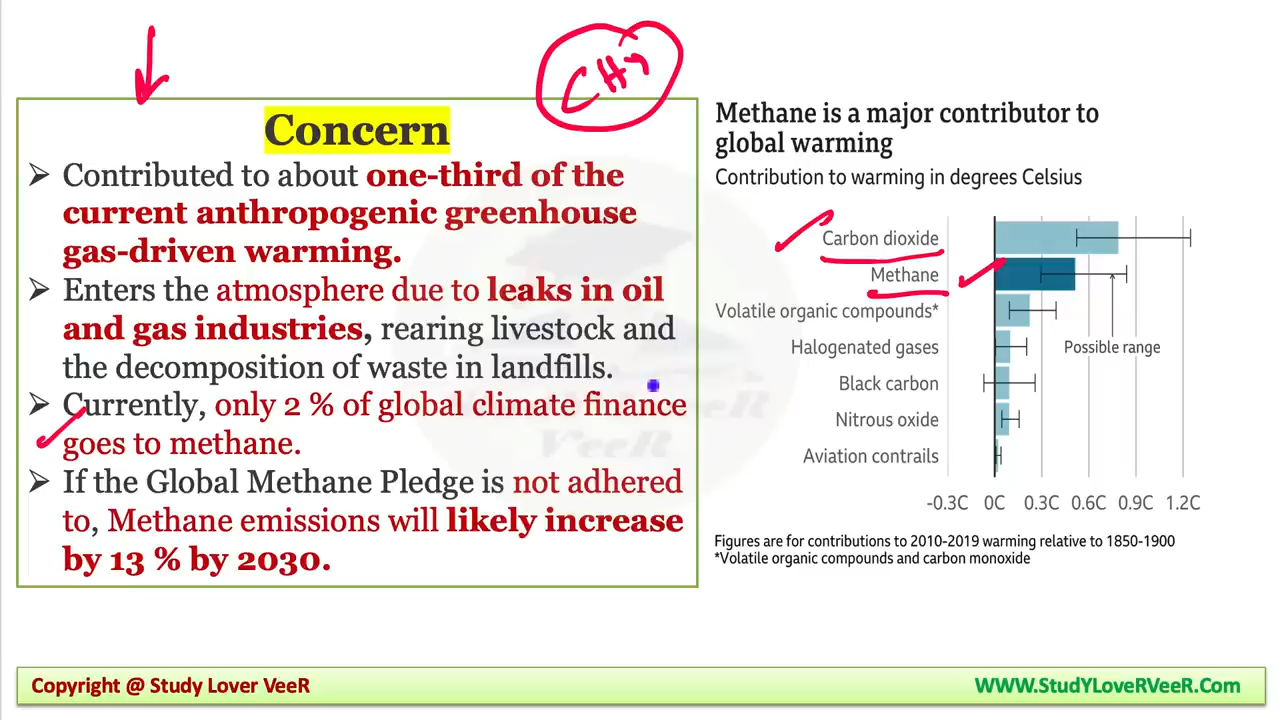 CH4
Concern
➢ Contributed to about one-third of the
current anthropogenic greenhouse
gas-driven warming.
➢ Enters the atmosphere due to leaks in oil
and gas industries, rearing livestock and
the decomposition of waste in landfills.
➢ Currently, only 2 % of global climate finance
goes to methane.
➢ If the Global Methane Pledge is not adhered
to, Methane emissions will likely increase
by 13 % by 2030.
VeeR
Methane is a major contributor to
global warming
Contribution to warming in degrees Celsius
Carbon dioxide
Methane
Volatile organic compounds*
Halogenated gases
Possible range
Black carbon
Nitrous oxide
Aviation contrails
-0.3C 0C 0.3C 0.6C 0.9C 1.2C
Figures are for contributions to 2010-2019 warming relative to 1850-1900
*Volatile organic compounds and carbon monoxide
Copyright @ Study Lover VeeR
WWW.StudYLoveRVeeR.Com